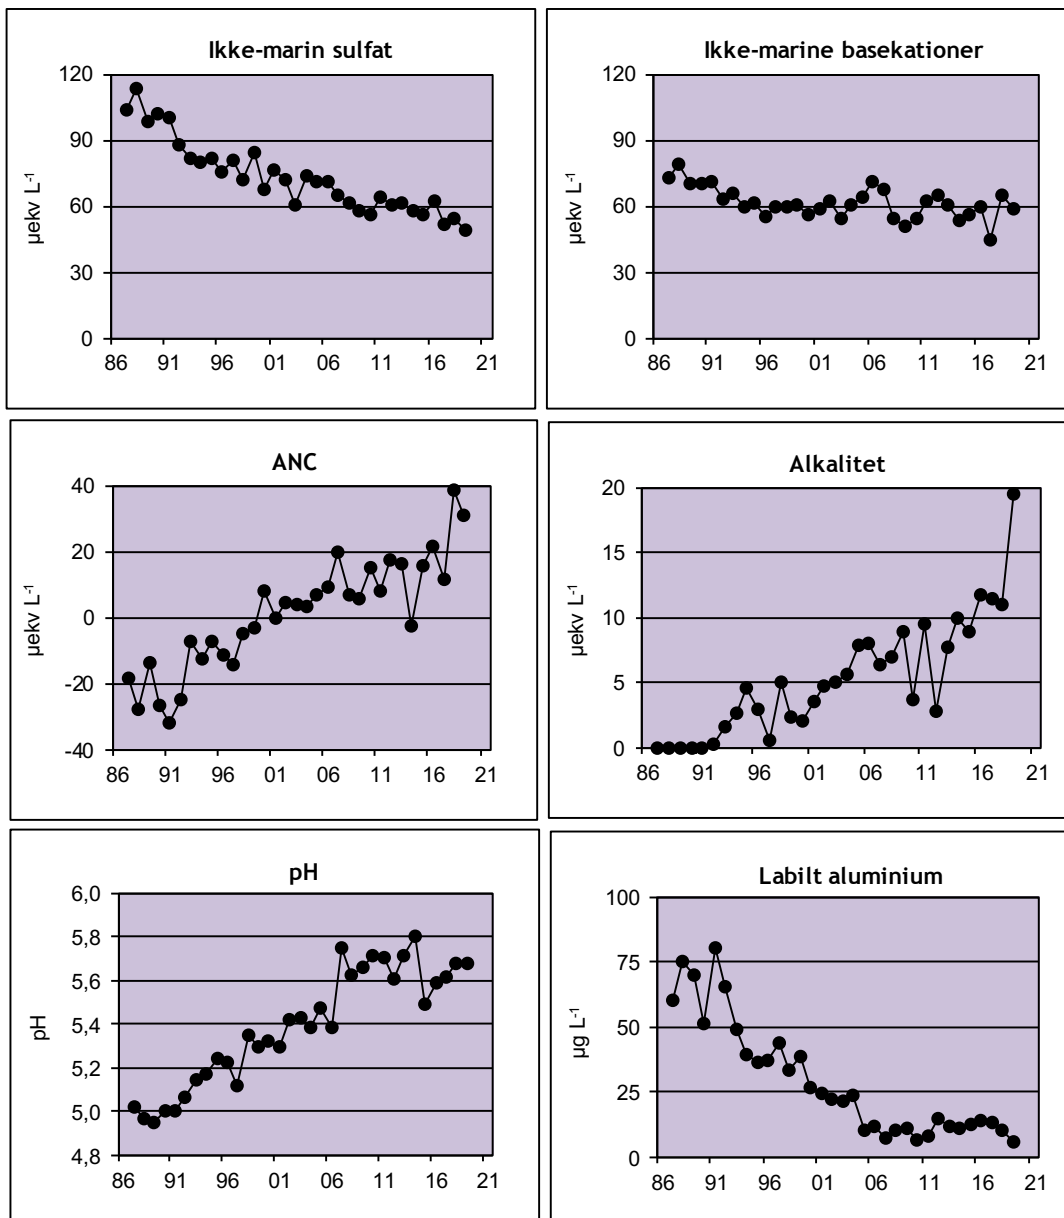 Ikke-marin sulfat
120
90
60
30
0
µekv L⁻¹
86 91 96 01 06 11 16 21
Ikke-marine basekationer
120
90
60
30
0
µekv L⁻¹
86 91 96 01 06 11 16 21
ANC
40
20
0
-20
-40
µekv L⁻¹
86 91 96 01 06 11 16 21
Alkalitet
20
15
10
5
0
µekv L⁻¹
86 91 96 01 06 11 16 21
pH
6,0
5,8
5,6
5,4
5,2
5,0
4,8
pH
86 91 96 01 06 11 16 21
Labilt aluminium
100
75
50
25
0
µg L⁻¹
86 91 96 01 06 11 16 21